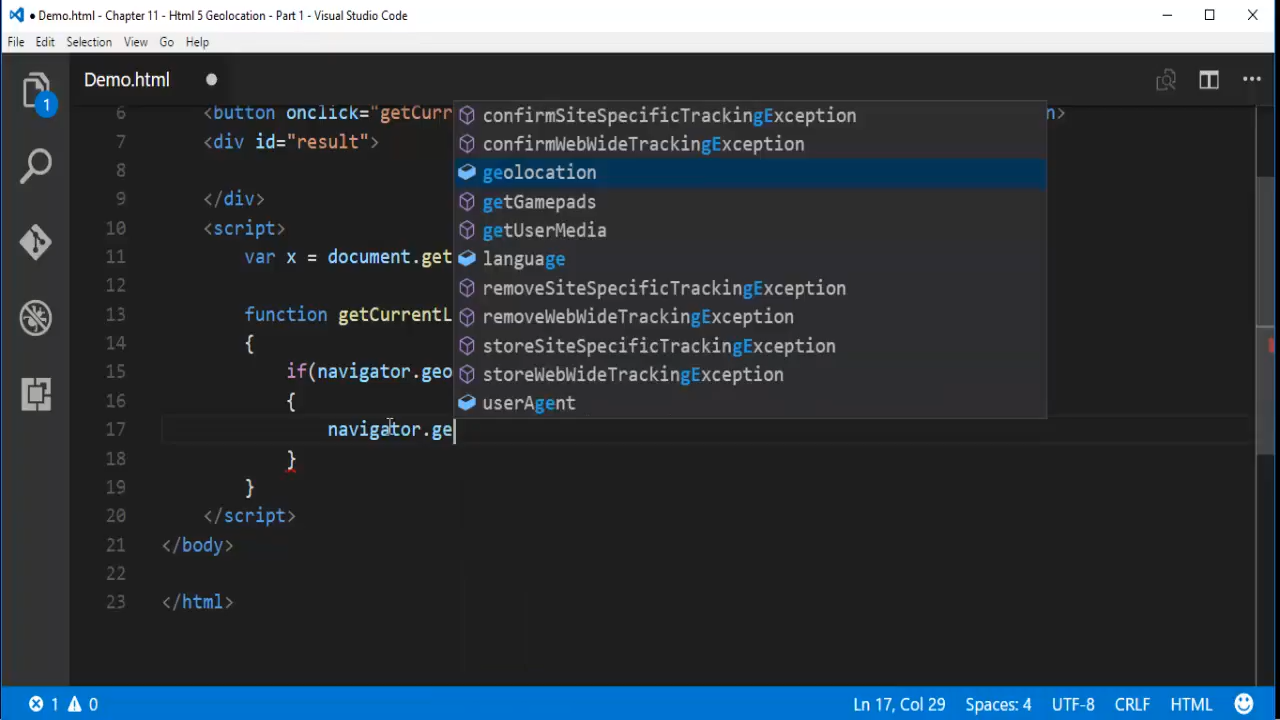 ● Demo.html - Chapter 11 - Html 5 Geolocation - Part 1 - Visual Studio Code
File Edit Selection View Go Help
1
Demo.html ●
6 <button onclick="getCurr n>
7 <div id="result">
8
9 </div>
10 <script>
11 var x = document.get
12
13 function getCurrentL
14 {
15 if(navigator.geo
16 {
17 navigator.ge
18 }
19 }
20 </script>
21 </body>
22
23 </html>
confirmSiteSpecificTrackingException
confirmWebWideTrackingException
geolocation
getGamepads
getUserMedia
language
removeSiteSpecificTrackingException
removeWebWideTrackingException
storeSiteSpecificTrackingException
storeWebWideTrackingException
userAgent
1 0 Ln 17, Col 29 Spaces: 4 UTF-8 CRLF HTML